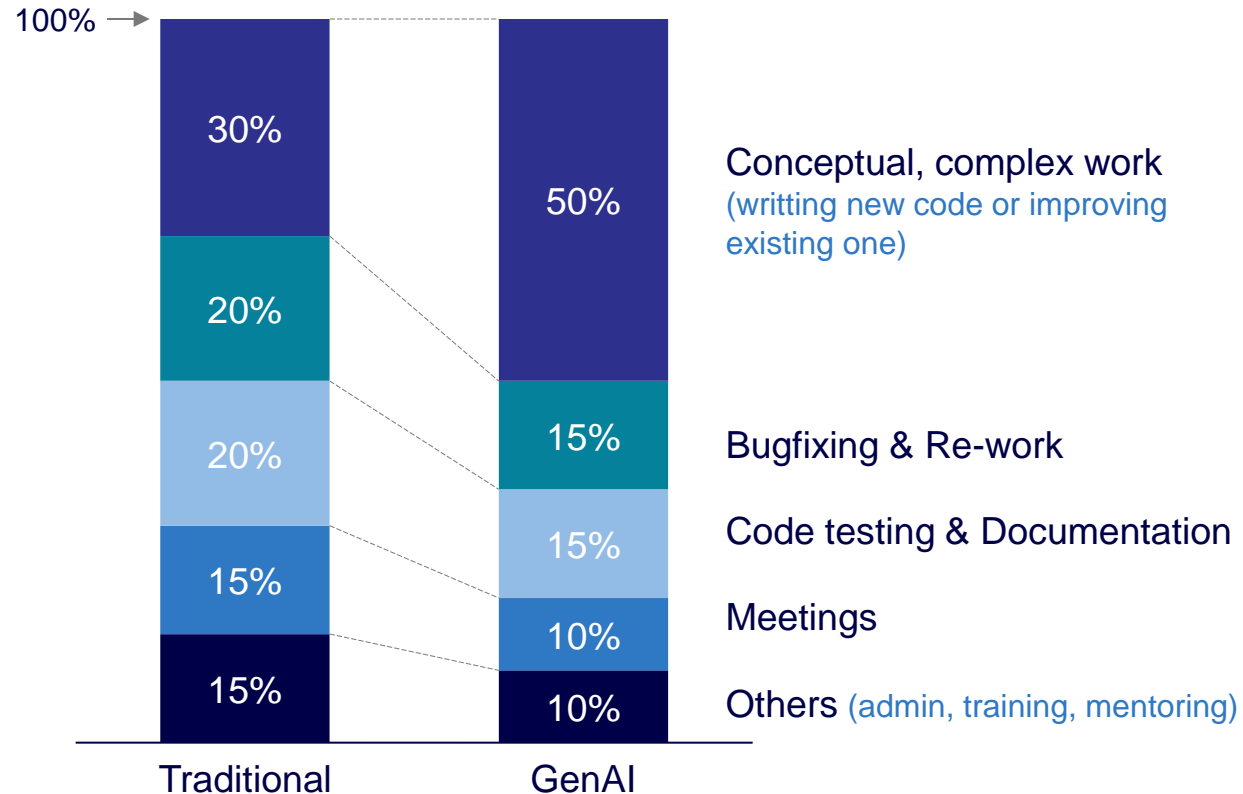 100%
30%
50%
Conceptual, complex work
(writting new code or improving
existing one)
20%
15%
Bugfixing & Re-work
20%
15%
Code testing & Documentation
15%
10%
Meetings
15%
10%
Others (admin, training, mentoring)
Traditional
GenAI